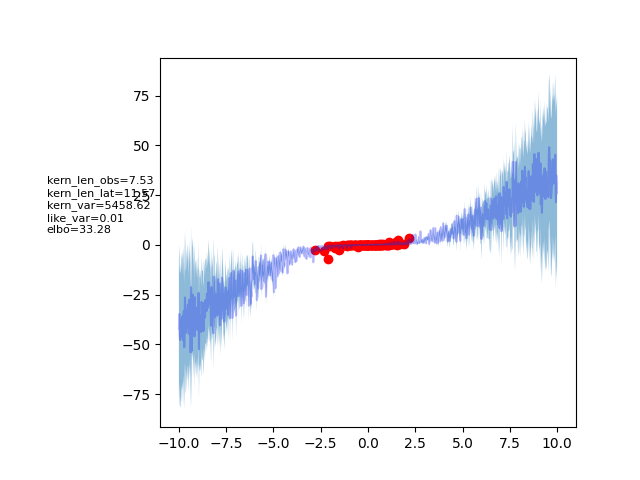 75
50
kern_len_obs=7.53
kern_len_lat=11.57
25
kern_var=5458.62
like_var=0.01
elbo=33.28
0
−25
−50
−75
−10.0 −7.5 −5.0 −2.5 0.0 2.5 5.0 7.5 10.0